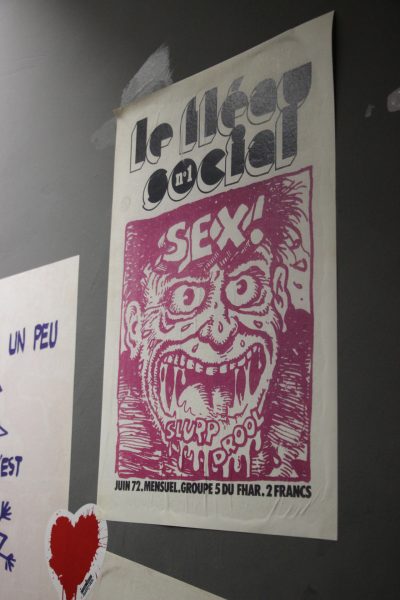 le fléau
social
n°1
SEX!
SLURP
DROOL
JUIN 72. MENSUEL. GROUPE 5 DU FHAR. 2 FRANCS
UN PEU
EST